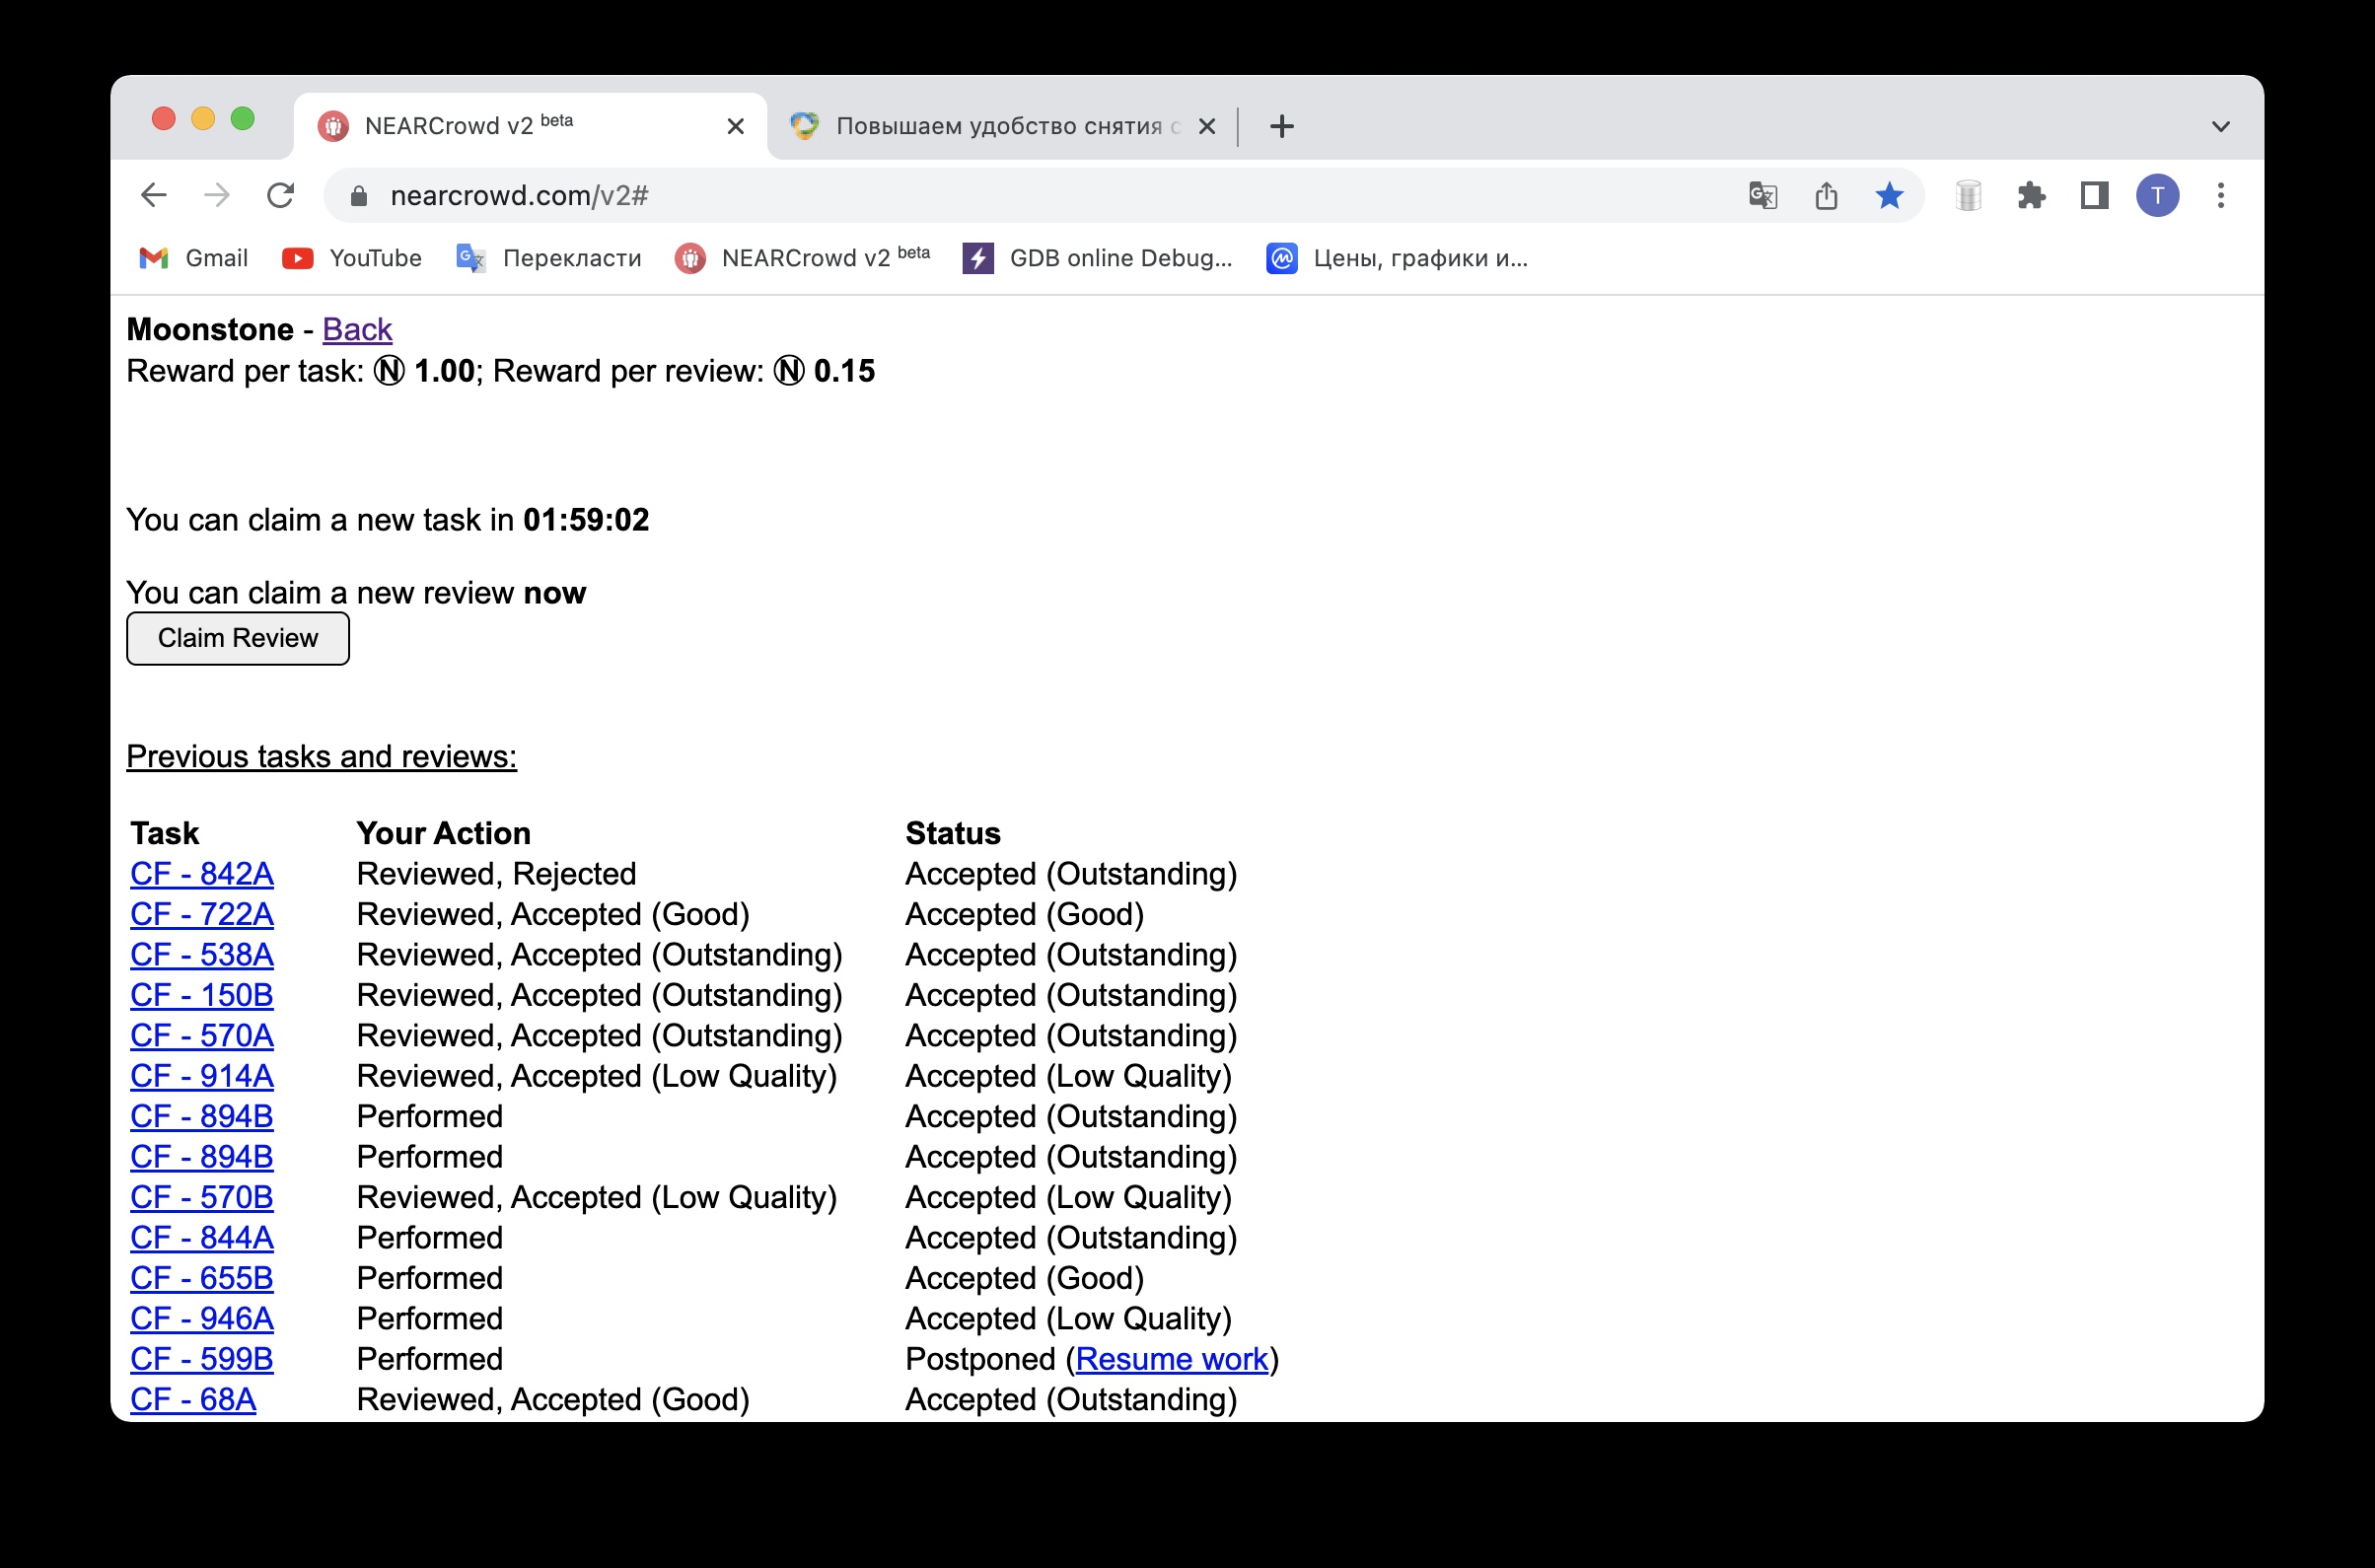 NEARCrowd v2 beta
Повышаем удобство снятия с
nearcrowd.com/v2#
T
Gmail YouTube Перекласти NEARCrowd v2 beta GDB online Debug... Цены, графики и...
Moonstone - Back
Reward per task: Ⓝ 1.00; Reward per review: Ⓝ 0.15
You can claim a new task in 01:59:02
You can claim a new review now
Claim Review
Previous tasks and reviews:
Task Your Action Status
CF - 842A Reviewed, Rejected Accepted (Outstanding)
CF - 722A Reviewed, Accepted (Good) Accepted (Good)
CF - 538A Reviewed, Accepted (Outstanding) Accepted (Outstanding)
CF - 150B Reviewed, Accepted (Outstanding) Accepted (Outstanding)
CF - 570A Reviewed, Accepted (Outstanding) Accepted (Outstanding)
CF - 914A Reviewed, Accepted (Low Quality) Accepted (Low Quality)
CF - 894B Performed Accepted (Outstanding)
CF - 894B Performed Accepted (Outstanding)
CF - 570B Reviewed, Accepted (Low Quality) Accepted (Low Quality)
CF - 844A Performed Accepted (Outstanding)
CF - 655B Performed Accepted (Good)
CF - 946A Performed Accepted (Low Quality)
CF - 599B Performed Postponed (Resume work)
CF - 68A Reviewed, Accepted (Good) Accepted (Outstanding)